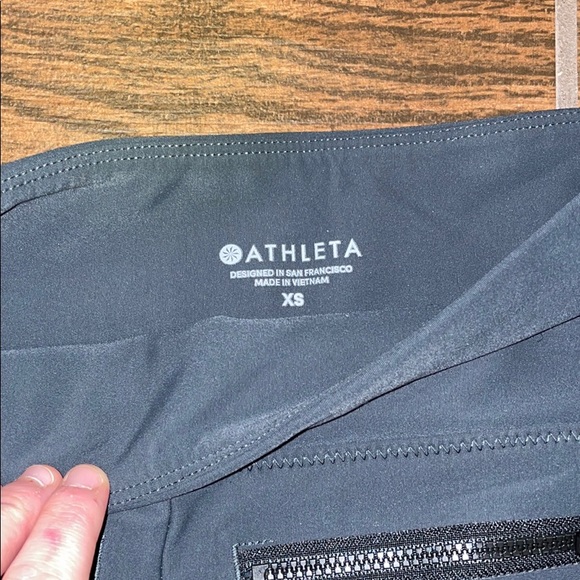 ATHLETA
DESIGNED IN SAN FRANCISCO
MADE IN VIETNAM
XS